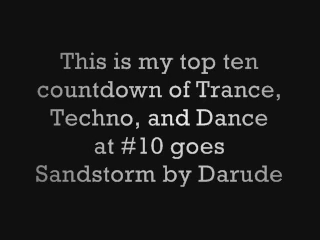 This is my top ten
countdown of Trance,
Techno, and Dance
at #10 goes
Sandstorm by Darude